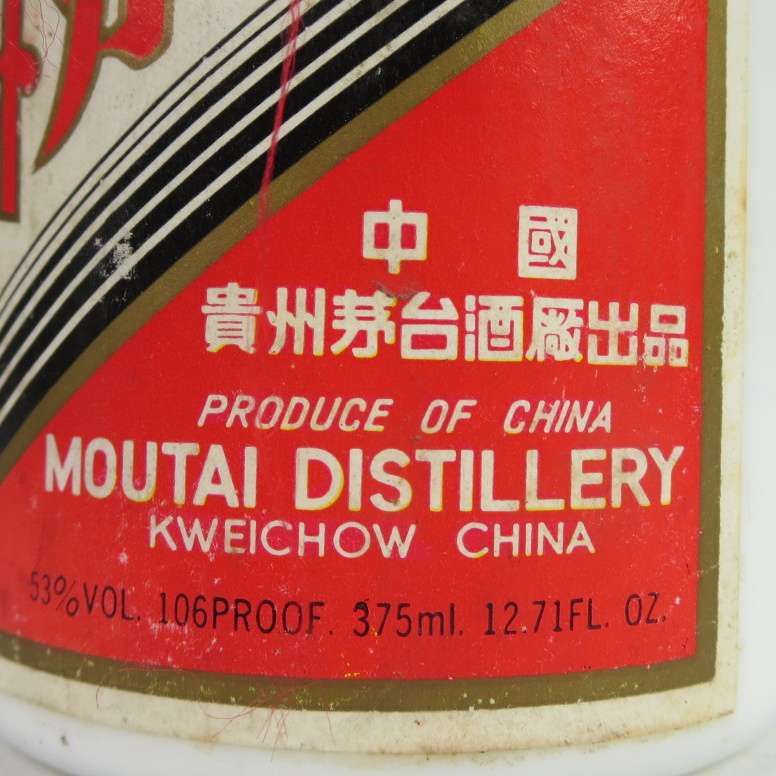 中 國
貴州茅台酒厰出品
PRODUCE OF CHINA
MOUTAI DISTILLERY
KWEICHOW CHINA
53% VOL. 106PROOF. 375ml. 12.71FL. OZ.